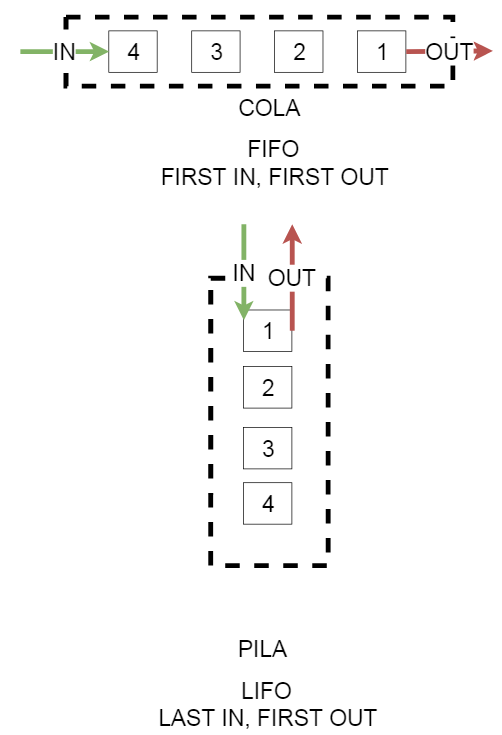 IN 4 3 2 1 OUT
COLA
FIFO
FIRST IN, FIRST OUT
IN OUT
1
2
3
4
PILA
LIFO
LAST IN, FIRST OUT